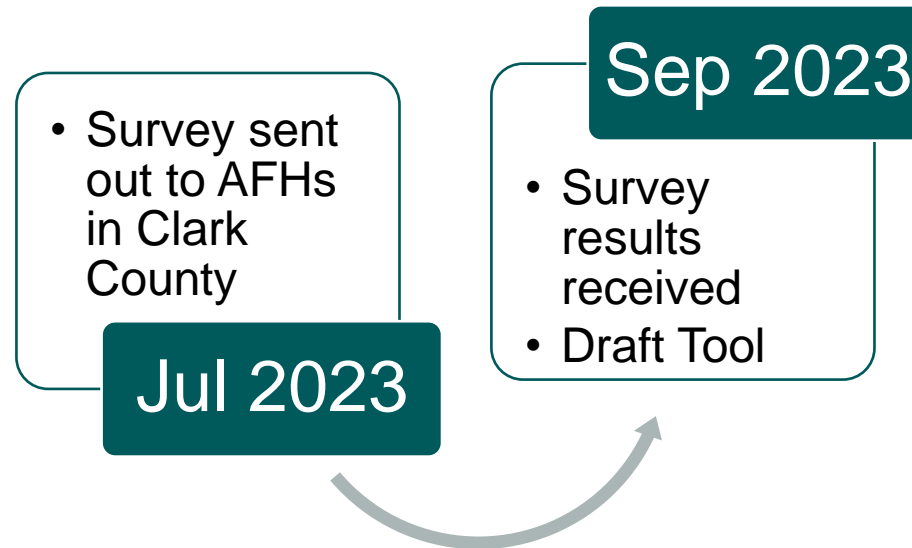 • Survey sent
out to AFHs
in Clark
County
Jul 2023
Sep 2023
• Survey
results
received
• Draft Tool